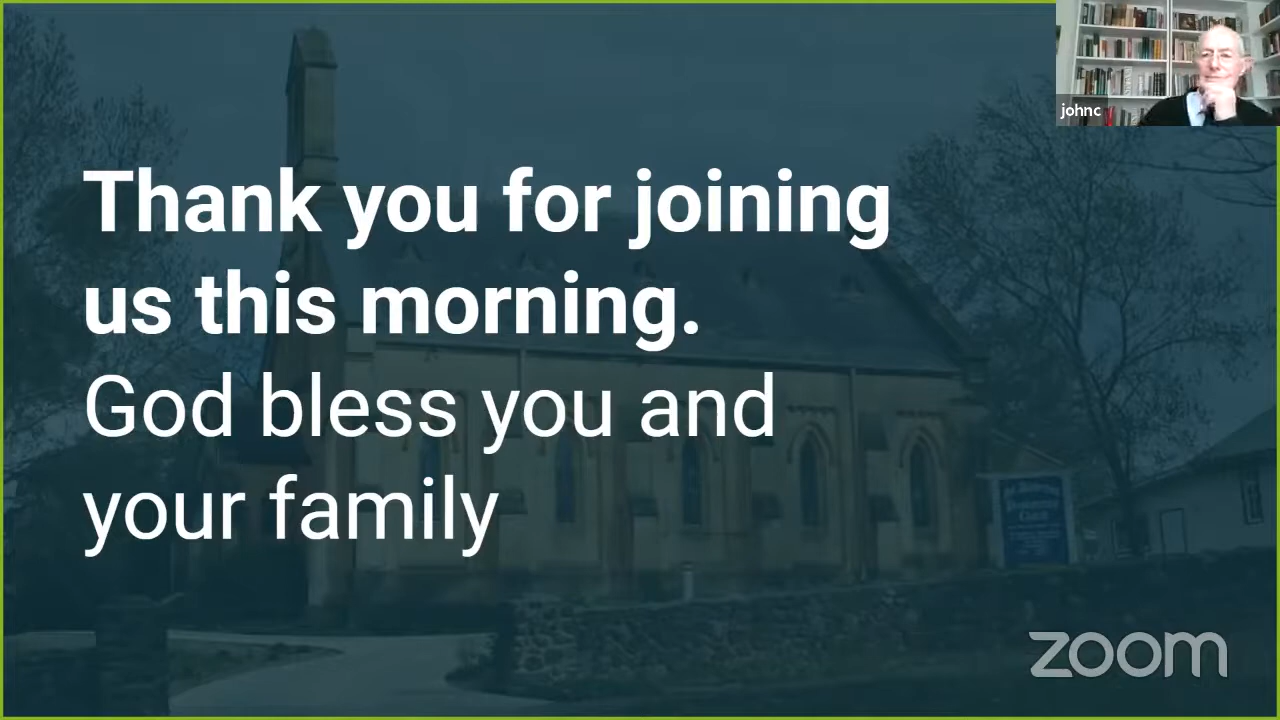 johnc
Thank you for joining
us this morning.
God bless you and
your family
zoom